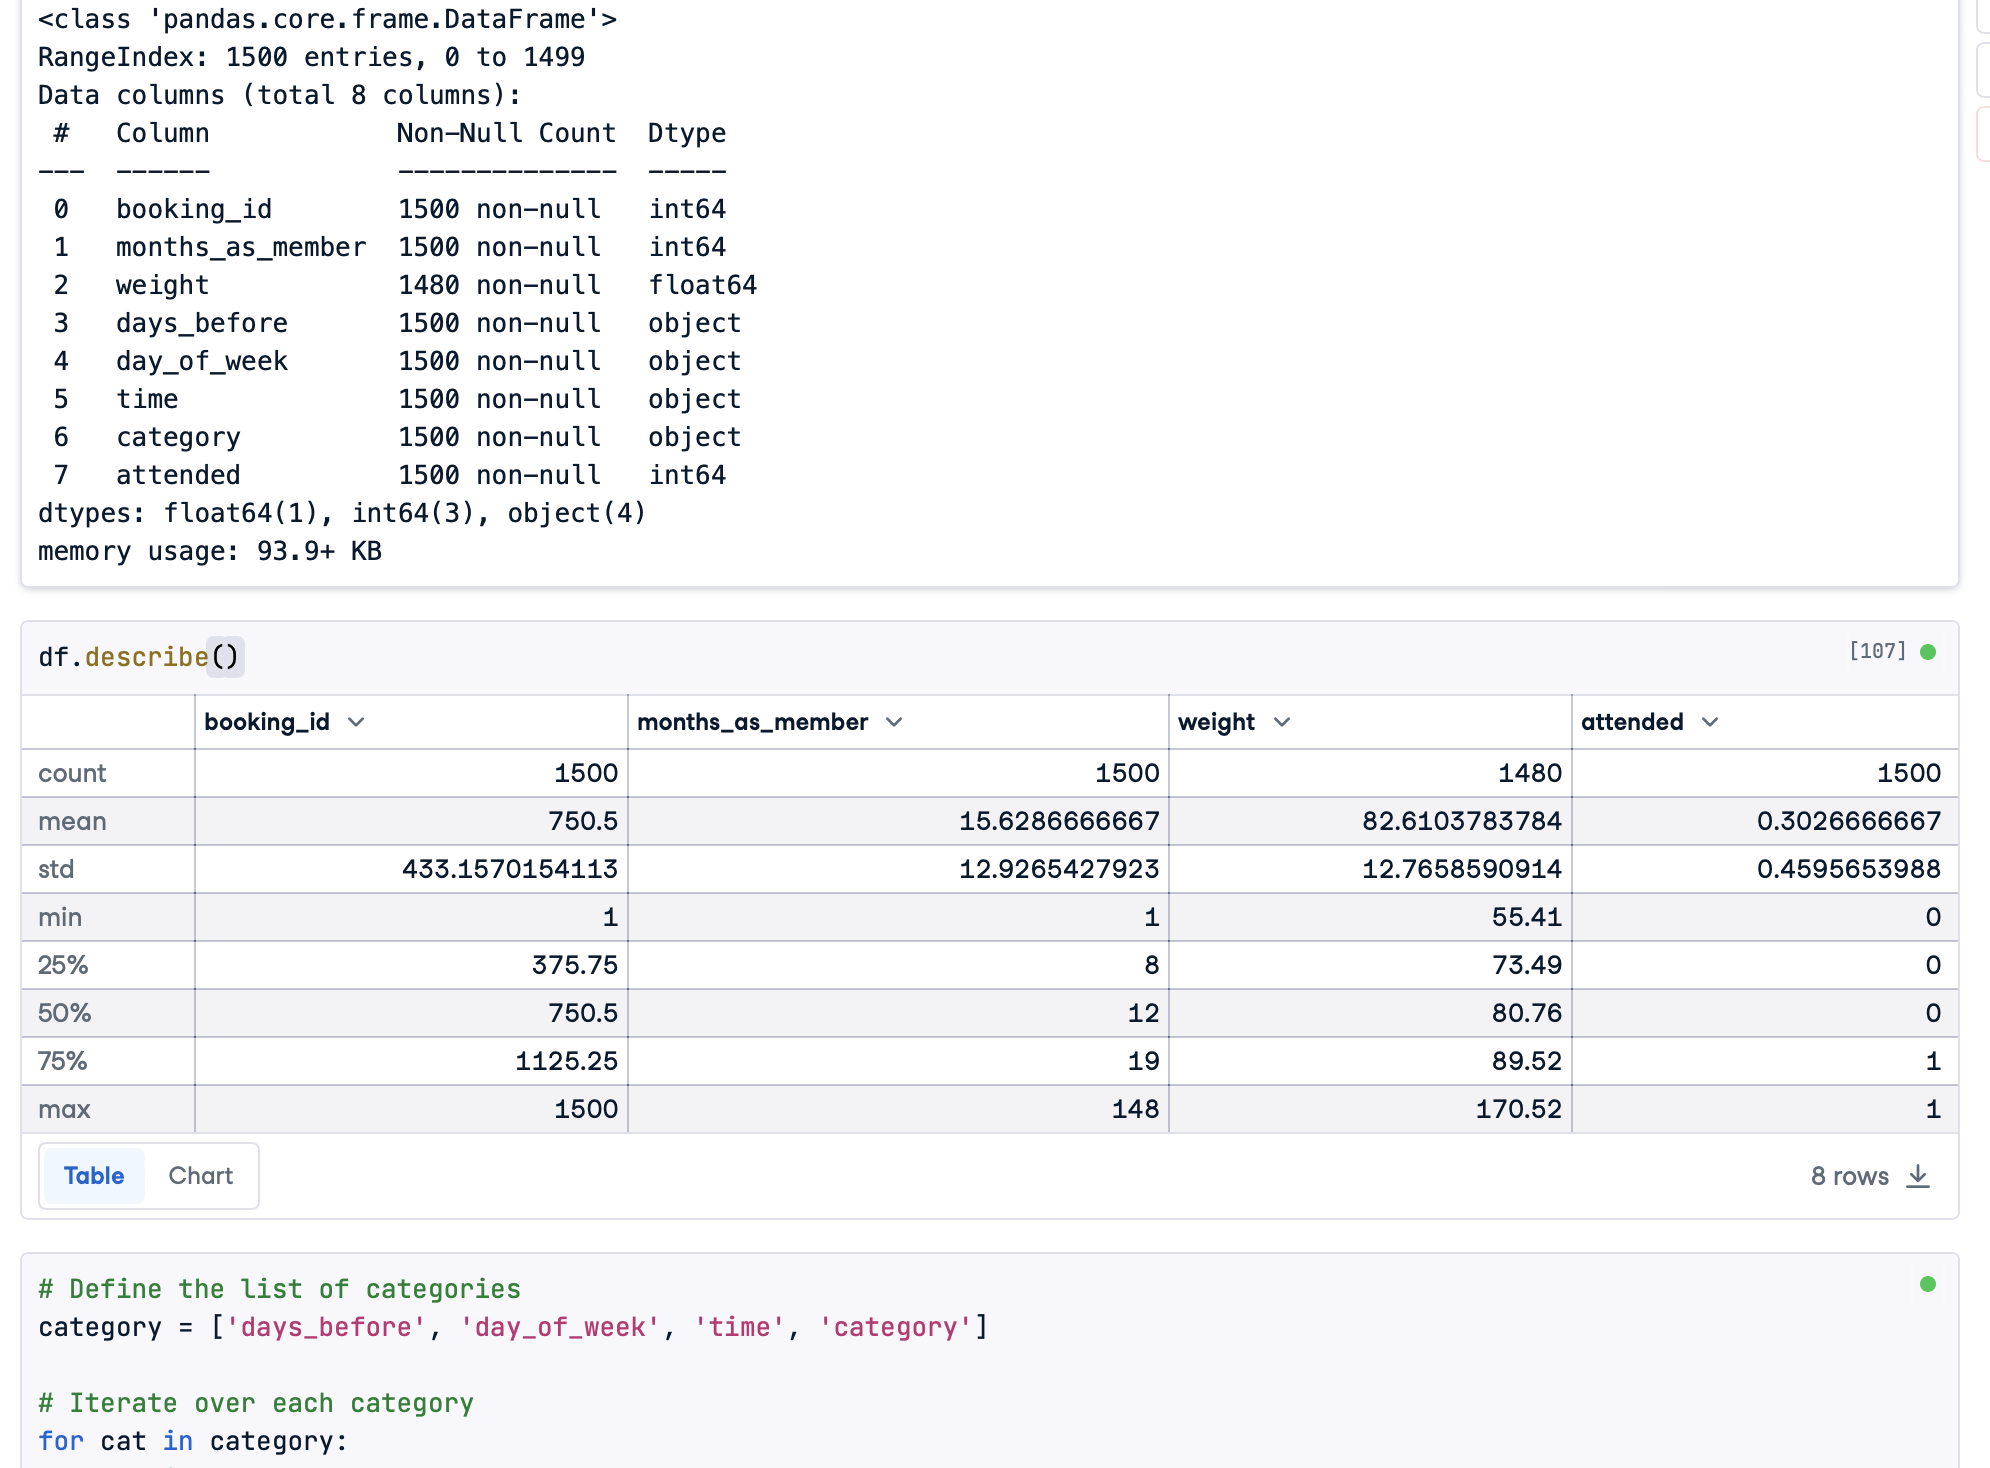 <class 'pandas.core.frame.DataFrame'>
RangeIndex: 1500 entries, 0 to 1499
Data columns (total 8 columns):
 #   Column            Non-Null Count  Dtype
---  ------            --------------  -----
 0   booking_id        1500 non-null   int64
 1   months_as_member  1500 non-null   int64
 2   weight            1480 non-null   float64
 3   days_before       1500 non-null   object
 4   day_of_week       1500 non-null   object
 5   time              1500 non-null   object
 6   category          1500 non-null   object
 7   attended          1500 non-null   int64
dtypes: float64(1), int64(3), object(4)
memory usage: 93.9+ KB
df.describe() [107]
booking_id months_as_member weight attended
count 1500 1500 1480 1500
mean 750.5 15.6286666667 82.6103783784 0.3026666667
std 433.1570154113 12.9265427923 12.7658590914 0.4595653988
min 1 1 55.41 0
25% 375.75 8 73.49 0
50% 750.5 12 80.76 0
75% 1125.25 19 89.52 1
max 1500 148 170.52 1
Table Chart 8 rows
# Define the list of categories
category = ['days_before', 'day_of_week', 'time', 'category']
# Iterate over each category
for cat in category: